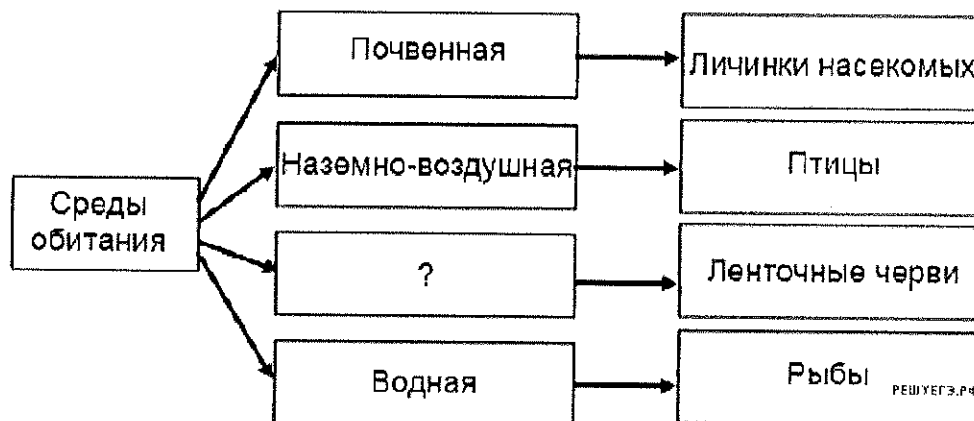 Почвенная
Личинки насекомых
Наземно-воздушная
Птицы
Среды
обитания
?
Ленточные черви
Водная
Рыбы
РЕШУЕГЭ.РФ